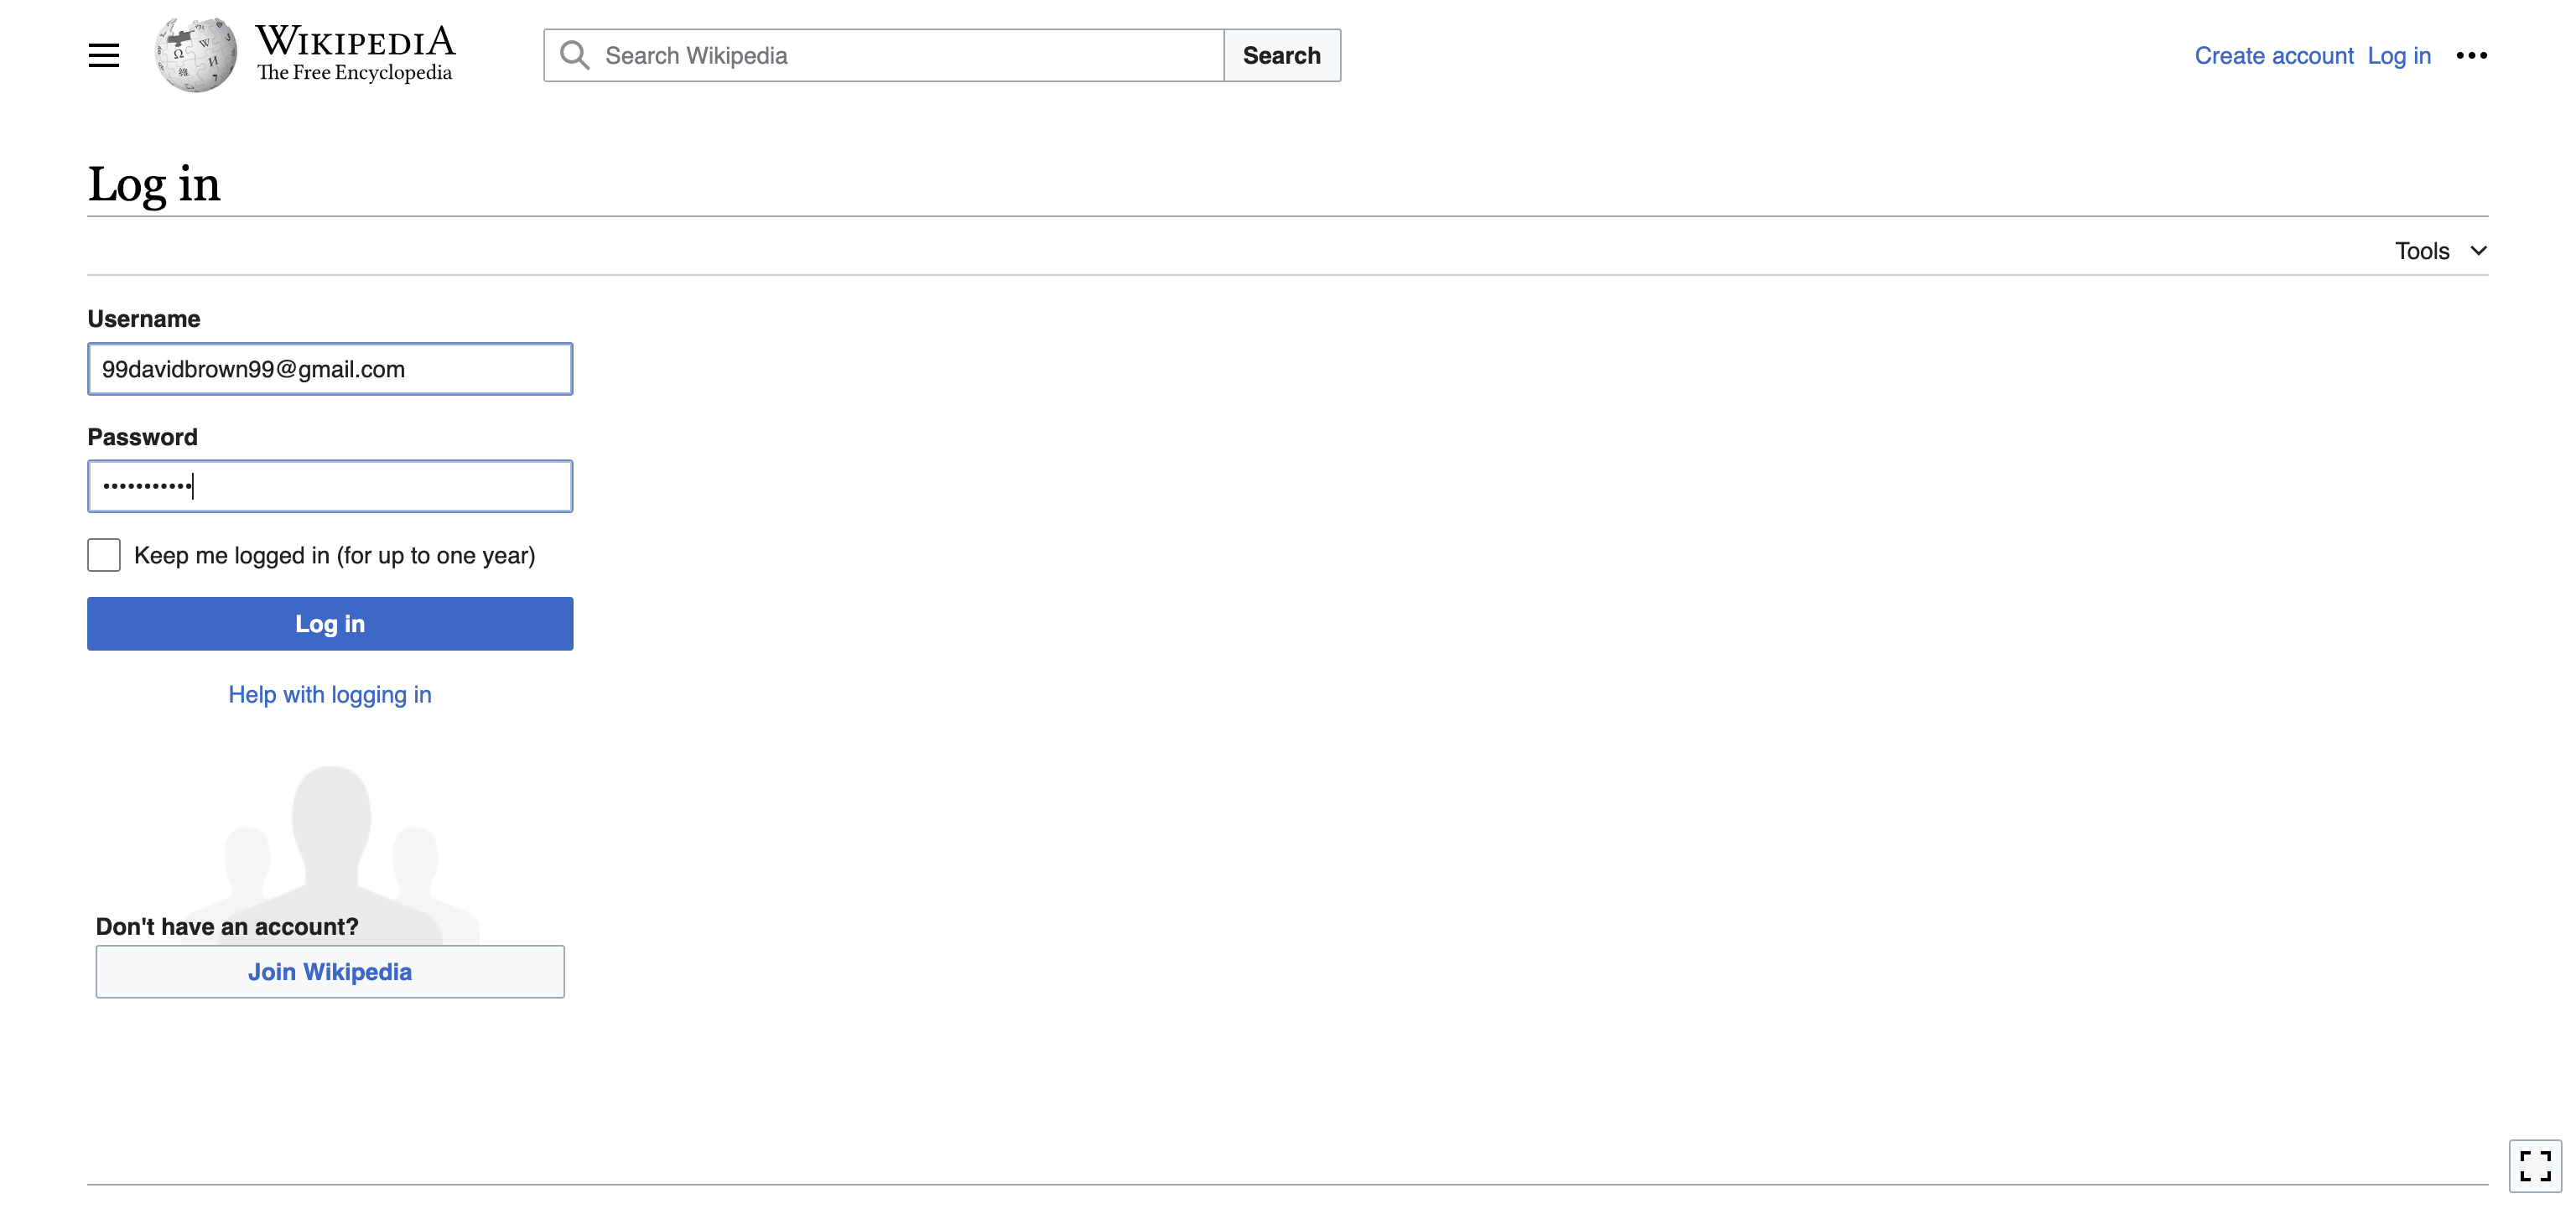 WIKIPEDIA
The Free Encyclopedia
Search Wikipedia
Search
Create account Log in
Log in
Tools
Username
99davidbrown99@gmail.com
Password
•••••••••••
Keep me logged in (for up to one year)
Log in
Help with logging in
Don't have an account?
Join Wikipedia